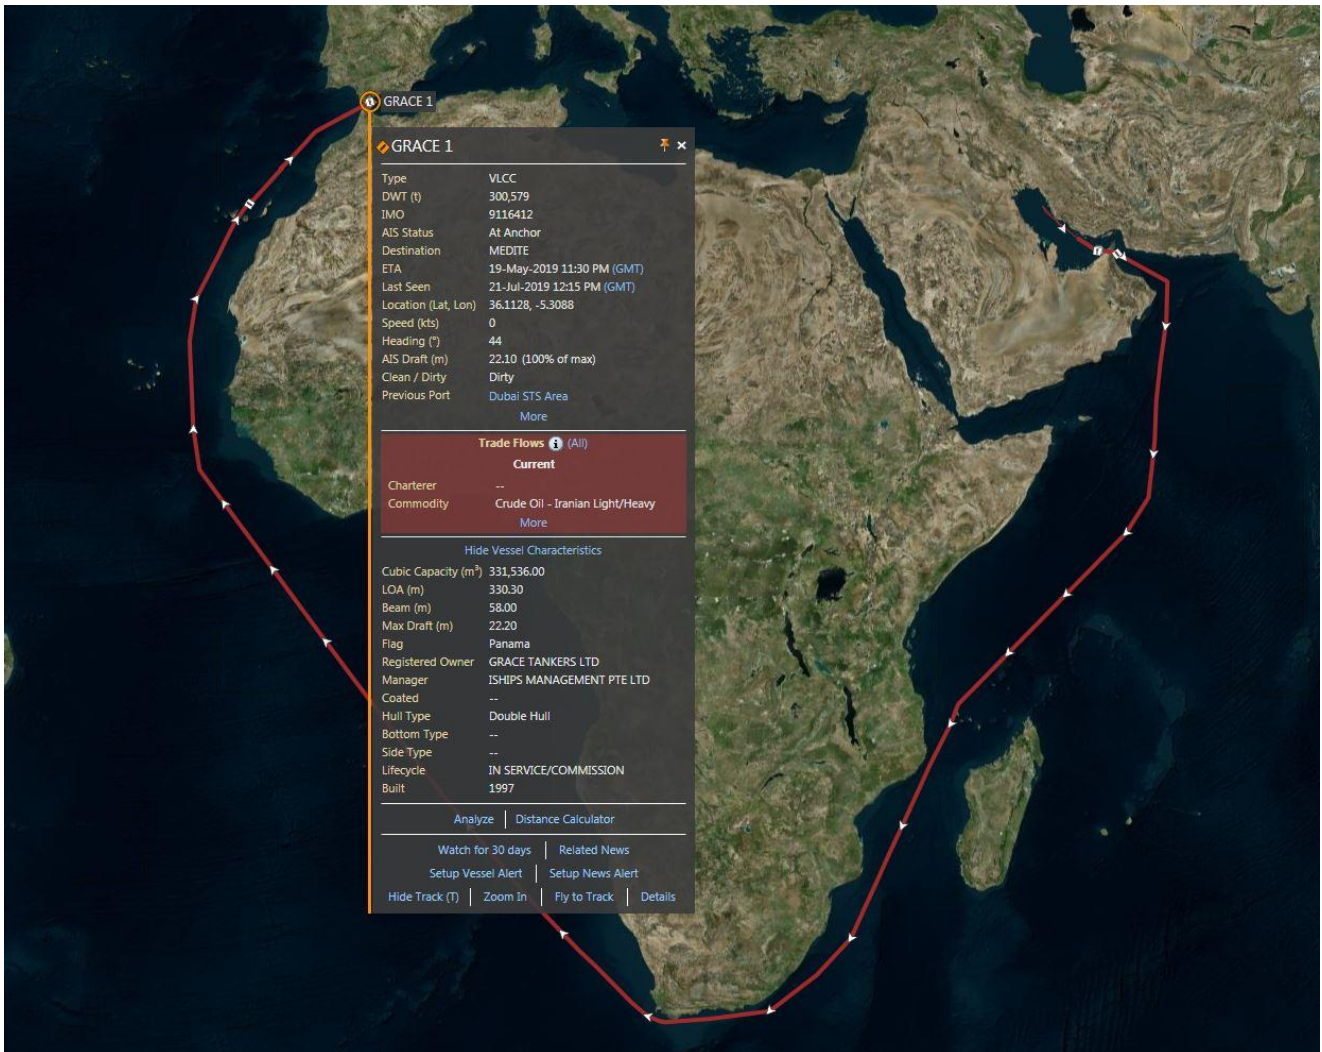 GRACE 1
GRACE 1
Type VLCC
DWT (t) 300,579
IMO 9116412
AIS Status At Anchor
Destination MEDITE
ETA 19-May-2019 11:30 PM (GMT)
Last Seen 21-Jul-2019 12:15 PM (GMT)
Location (Lat, Lon) 36.1128, -5.3088
Speed (kts) 0
Heading (°) 44
AIS Draft (m) 22.10 (100% of max)
Clean / Dirty Dirty
Previous Port Dubai STS Area
More
Trade Flows i (All)
Current
Charterer --
Commodity Crude Oil - Iranian Light/Heavy
More
Hide Vessel Characteristics
Cubic Capacity (m³) 331,536.00
LOA (m) 330.30
Beam (m) 58.00
Max Draft (m) 22.20
Flag Panama
Registered Owner GRACE TANKERS LTD
Manager ISHIPS MANAGEMENT PTE LTD
Coated --
Hull Type Double Hull
Bottom Type --
Side Type --
Lifecycle IN SERVICE/COMMISSION
Built 1997
Analyze | Distance Calculator
Watch for 30 days | Related News
Setup Vessel Alert | Setup News Alert
Hide Track (T) | Zoom In | Fly to Track | Details